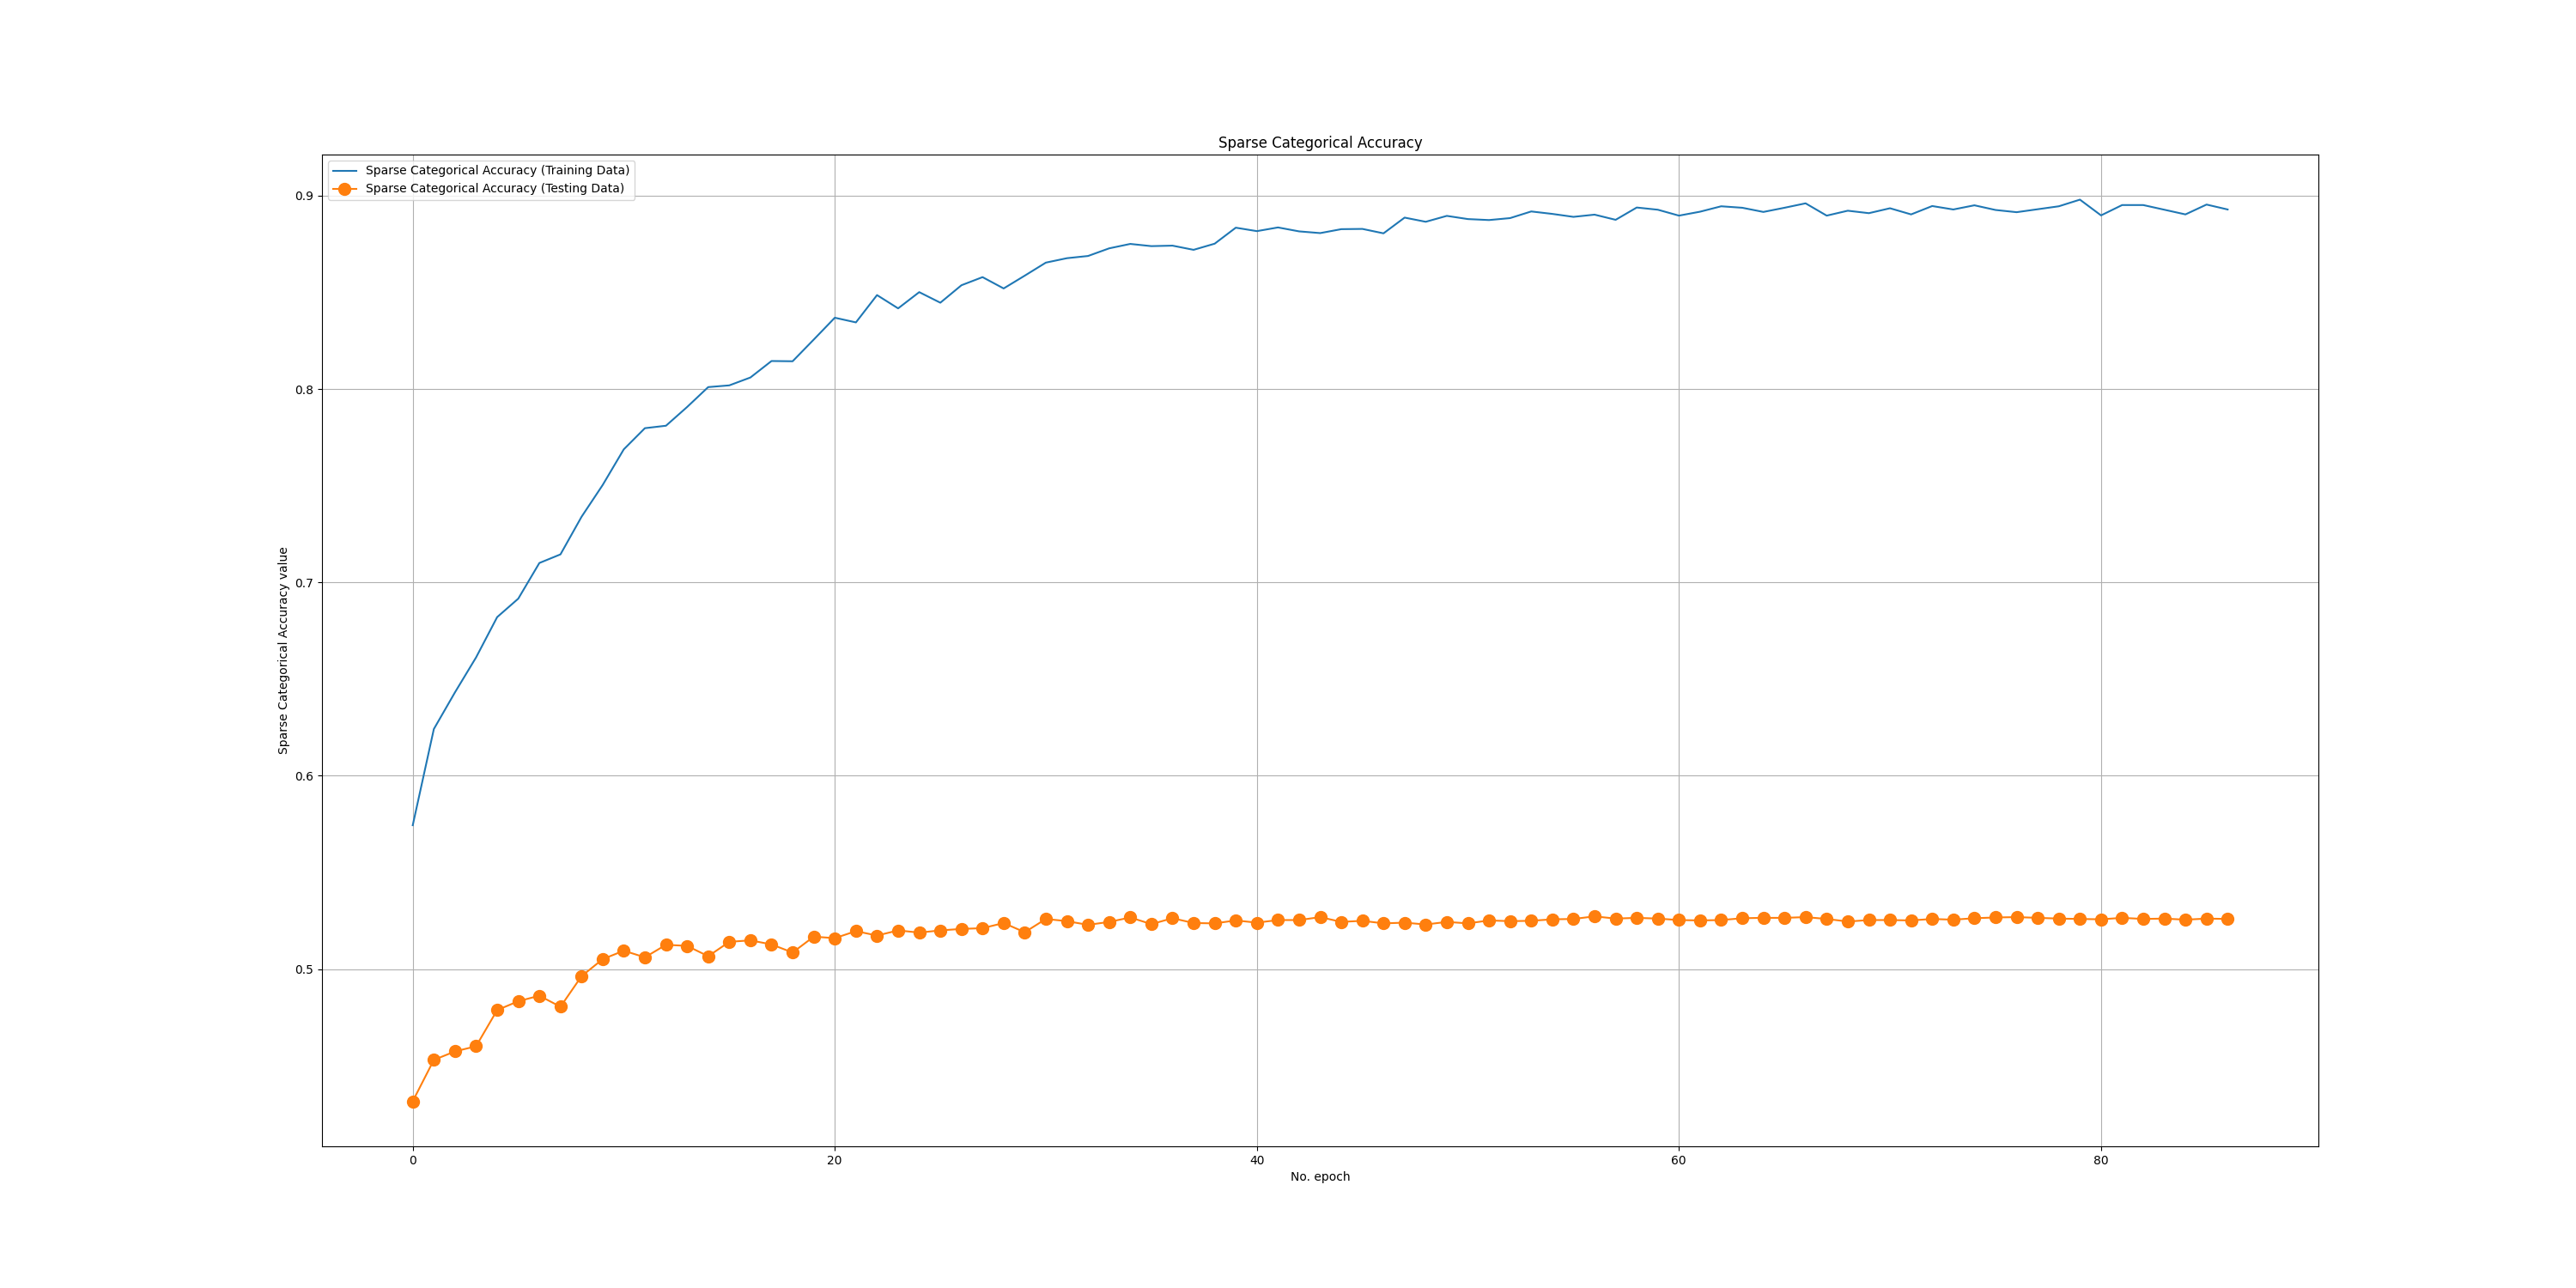 Sparse Categorical Accuracy
Sparse Categorical Accuracy (Training Data)
Sparse Categorical Accuracy (Testing Data)
0.9
0.8
0.7
0.6
0.5
Sparse Categorical Accuracy value
0 20 40 60 80
No. epoch